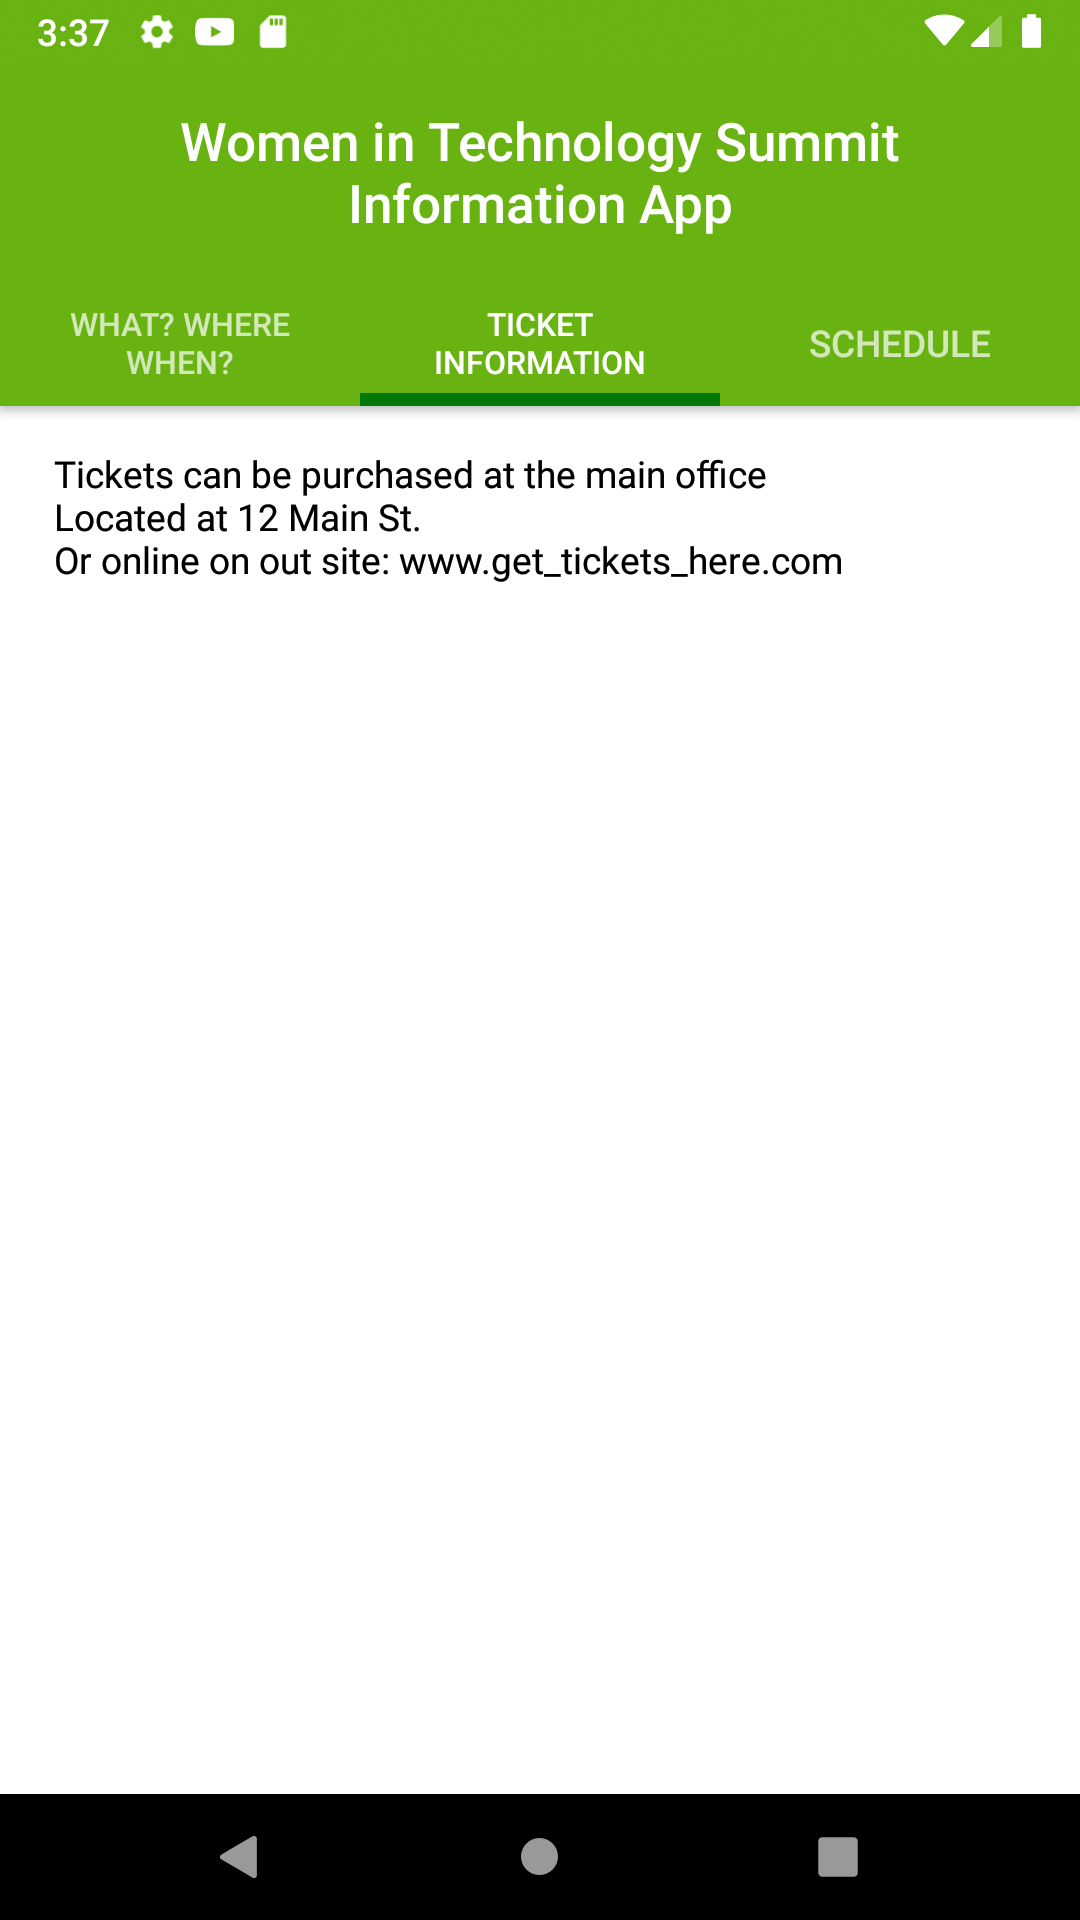 3:37
Women in Technology Summit
Information App
WHAT? WHERE
WHEN?
TICKET
INFORMATION
SCHEDULE
Tickets can be purchased at the main office
Located at 12 Main St.
Or online on out site: www.get_tickets_here.com